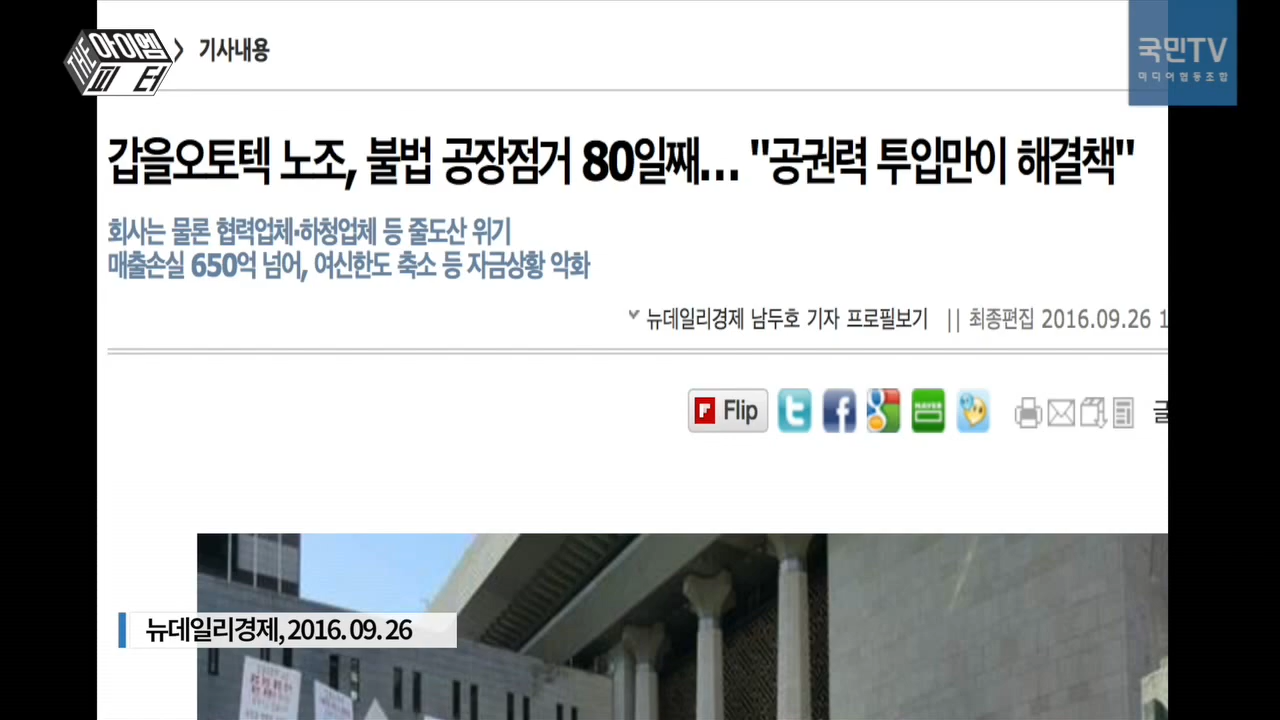 THE 아이엠피터
기사내용
국민TV
미디어협동조합
갑을오토텍 노조, 불법 공장점거 80일째... "공권력 투입만이 해결책"
회사는 물론 협력업체·하청업체 등 줄도산 위기
매출손실 650억 넘어, 여신한도 축소 등 자금상황 악화
뉴데일리경제 남두호 기자 프로필보기 || 최종편집 2016.09.26 1
Flip
NAVER
뉴데일리경제, 2016. 09. 26